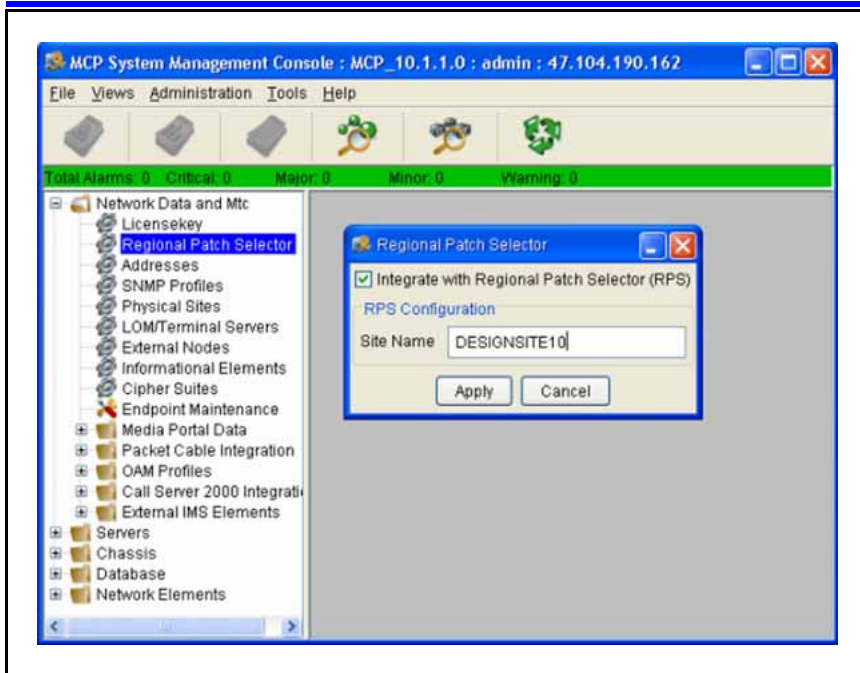 MCP System Management Console : MCP_10.1.1.0 : admin : 47.104.190.162
File Views Administration Tools Help
Total Alarms: 0 Critical: 0 Major: 0 Minor: 0 Warning: 0
Network Data and Mtc
Licensekey
Regional Patch Selector
Addresses
SNMP Profiles
Physical Sites
LOM/Terminal Servers
External Nodes
Informational Elements
Cipher Suites
Endpoint Maintenance
Media Portal Data
Packet Cable Integration
OAM Profiles
Call Server 2000 Integrati
External IMS Elements
Servers
Chassis
Database
Network Elements
Regional Patch Selector
Integrate with Regional Patch Selector (RPS)
RPS Configuration
Site Name DESIGNSITE10
Apply Cancel